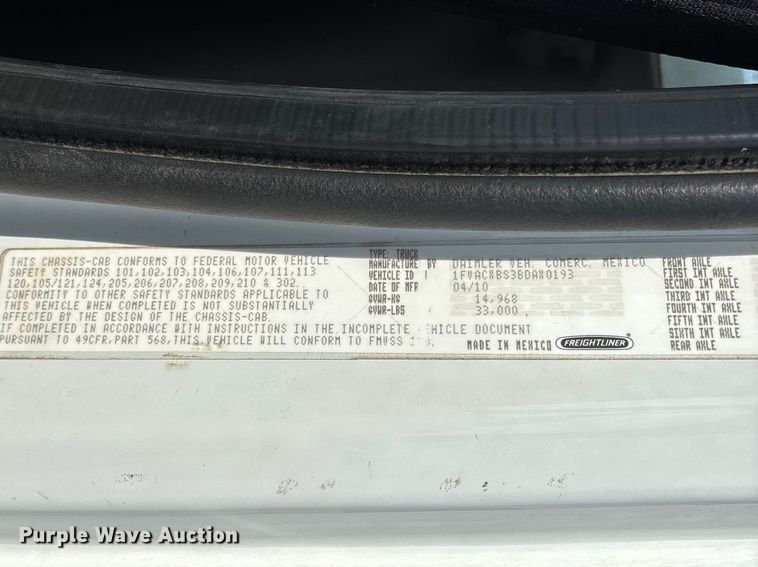 THIS CHASSIS-CAB CONFORMS TO FEDERAL MOTOR VEHICLE
SAFETY STANDARDS 101,102,103,104,106,107,111,113
120,105/121,124,205,206,207,208,209,210 & 302.
CONFORMITY TO OTHER SAFETY STANDARDS APPLICABLE TO
THIS VEHICLE WHEN COMPLETED IS NOT SUBSTANTIALLY
AFFECTED BY THE DESIGN OF THE CHASSIS-CAB.
IF COMPLETED IN ACCORDANCE WITH INSTRUCTIONS IN THE INCOMPLETE EHICLE DOCUMENT
PURSUANT TO 49CFR,PART 568,THIS VEHICLE WILL CONFORM TO FMVSS
TYPE: TRUCK
MANUFACTURE BY DAIMLER VEH. COMERC. MEXICO
VEHICLE ID 1FVACXBS3BDAX0193
DATE OF MFR 04/10
GVWR-KG 14,968
GVWR-LBS 33,000
MADE IN MEXICO FREIGHTLINER
FRONT AXLE
FIRST INT AXLE
SECOND INT AXLE
THIRD INT AXLE
FOURTH INT AXLE
FIFTH INT AXLE
SIXTH INT AXLE
REAR AXLE
Purple Wave Auction